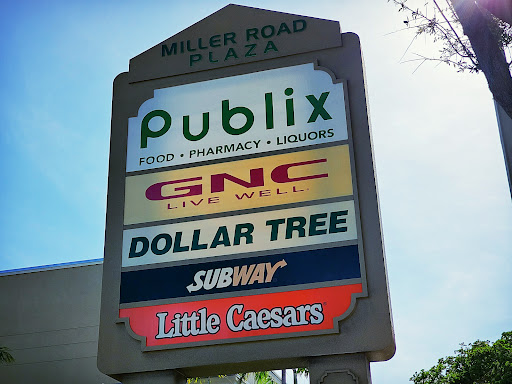 MILLER ROAD
PLAZA
Publix
FOOD • PHARMACY • LIQUORS
GNC
LIVE WELL.
DOLLAR TREE
SUBWAY
Little Caesars